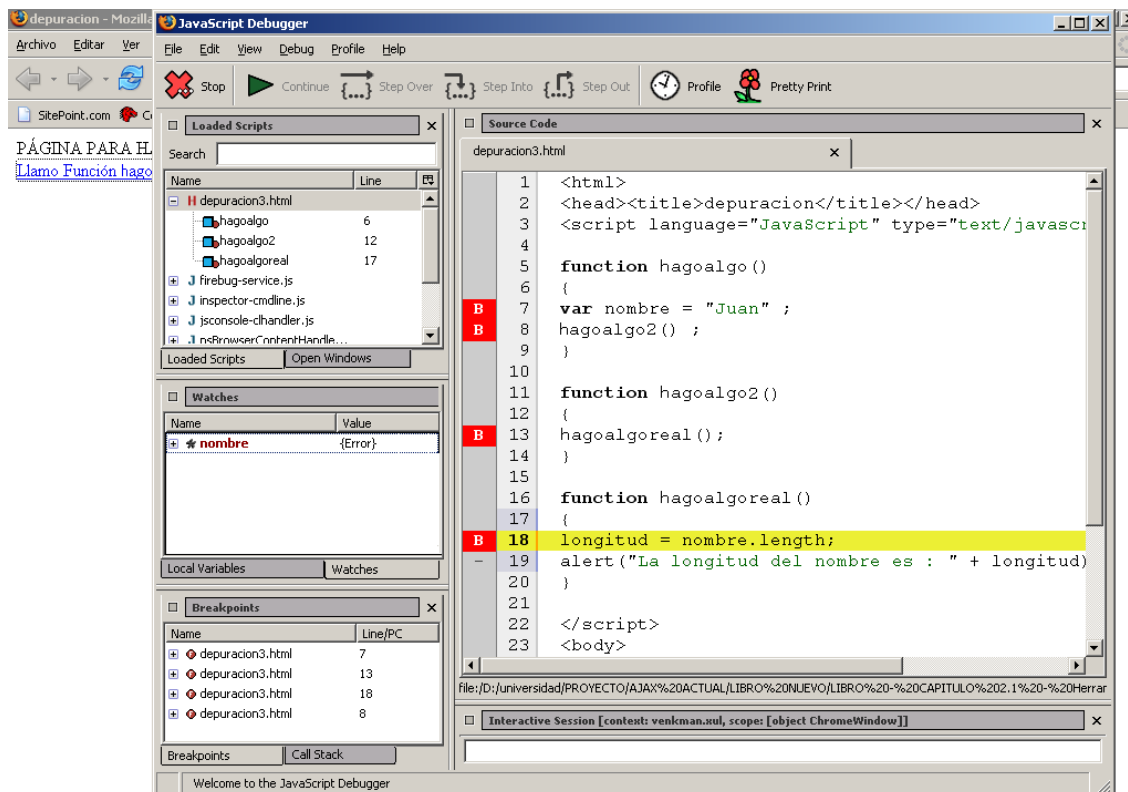 depuracion - Mozilla
Archivo Editar Ver
SitePoint.com
PÁGINA PARA
Llamo Función hago
JavaScript Debugger
File Edit View Debug Profile Help
Stop Continue Step Over Step Into Step Out Profile Pretty Print
Loaded Scripts
Search
Name Line
H depuracion3.html
hagoalgo 6
hagoalgo2 12
hagoalgoreal 17
J firebug-service.js
J inspector-cmdline.js
J jsconsole-clhandler.js
J nsBrowserContentHandle...
Loaded Scripts Open Windows
Watches
Name Value
nombre {Error}
Local Variables Watches
Breakpoints
Name Line/PC
depuracion3.html 7
depuracion3.html 13
depuracion3.html 18
depuracion3.html 8
Breakpoints Call Stack
Source Code
depuracion3.html
1 <html>
2 <head><title>depuracion</title></head>
3 <script language="JavaScript" type="text/javascr
4
5 function hagoalgo()
6 {
B 7 var nombre = "Juan" ;
B 8 hagoalgo2() ;
9 }
10
11 function hagoalgo2()
12 {
B 13 hagoalgoreal();
14 }
15
16 function hagoalgoreal()
17 {
B 18 longitud = nombre.length;
– 19 alert("La longitud del nombre es : " + longitud)
20 }
21
22 </script>
23 <body>
file:/D:/universidad/PROYECTO/AJAX%20ACTUAL/LIBRO%20NUEVO/LIBRO%20-%20CAPITULO%202.1%20-%20Herrar
Interactive Session [context: venkman.xul, scope: [object ChromeWindow]]
Welcome to the JavaScript Debugger